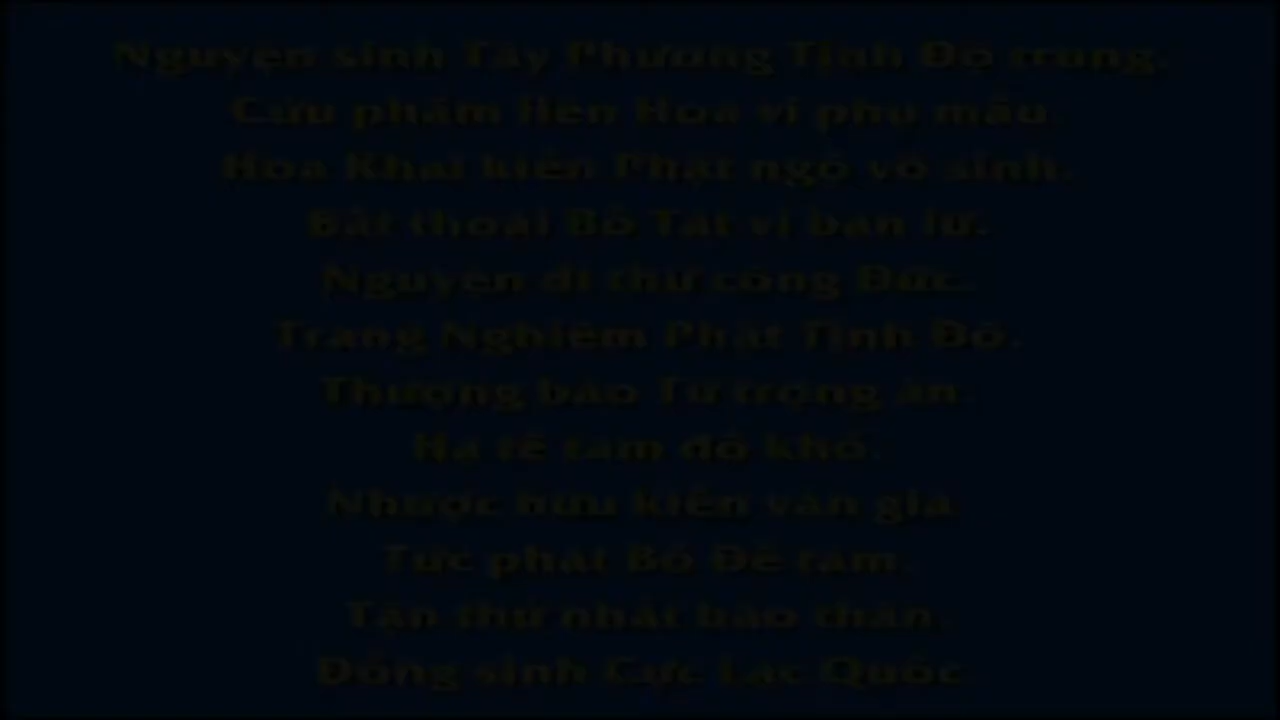 Nguyện sinh Tây Phương Tịnh Độ trung.
Cửu phẩm liên Hoa vi phụ mẫu.
Hoa Khai kiến Phật ngộ vô sinh.
Bất thoái Bồ Tát vi bạn lữ.
Nguyện dĩ thử công Đức.
Trang Nghiêm Phật Tịnh Độ.
Thượng báo Tứ trọng ân.
Hạ tế tam đồ khổ.
Nhược hữu kiến văn giả
Tức phát Bồ Đề tâm.
Tận thử nhất báo thân.
Đồng sinh Cực Lạc Quốc